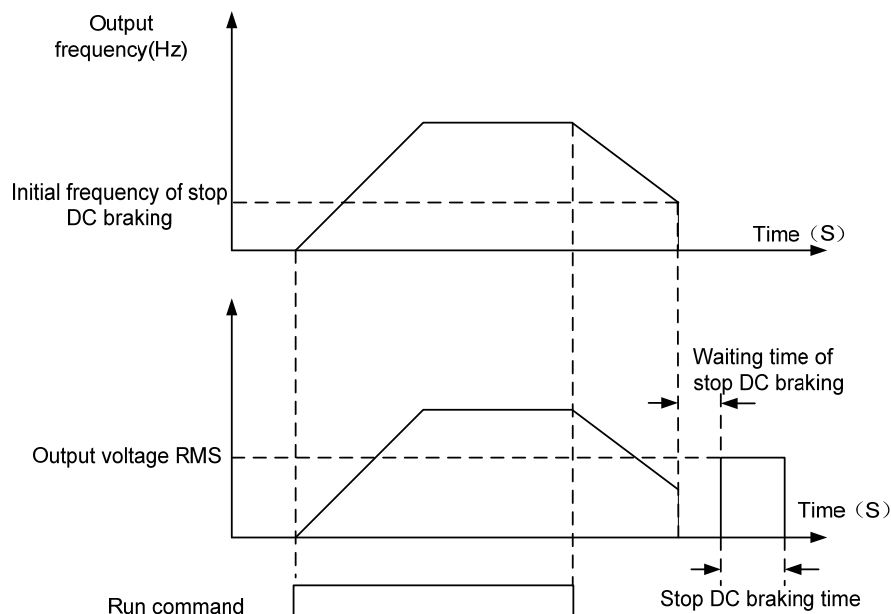 Output
frequency(Hz)
Initial frequency of stop
DC braking
Time（S）
Waiting time of
stop DC braking
Output voltage RMS
Time（S）
Stop DC braking time
Run command